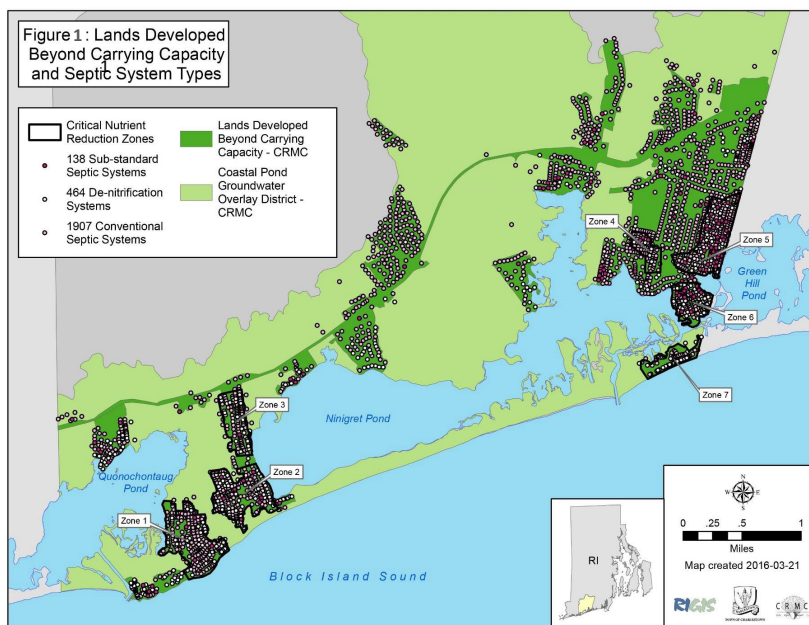 Figure 1: Lands Developed
Beyond Carrying Capacity
and Septic System Types
1
Critical Nutrient
Reduction Zones
138 Sub-standard
Septic Systems
464 De-nitrification
Systems
1907 Conventional
Septic Systems
Lands Developed
Beyond Carrying
Capacity - CRMC
Coastal Pond
Groundwater
Overlay District -
CRMC
Zone 4
Zone 5
Green
Hill
Pond
Zone 6
Zone 7
Zone 3
Ninigret Pond
Zone 2
Quonochontaug
Pond
Zone 1
Block Island Sound
RI
N
W E
S
0 .25 .5 1
Miles
Map created 2016-03-21
RIGIS
TOWN OF CHARLESTOWN
CRMC